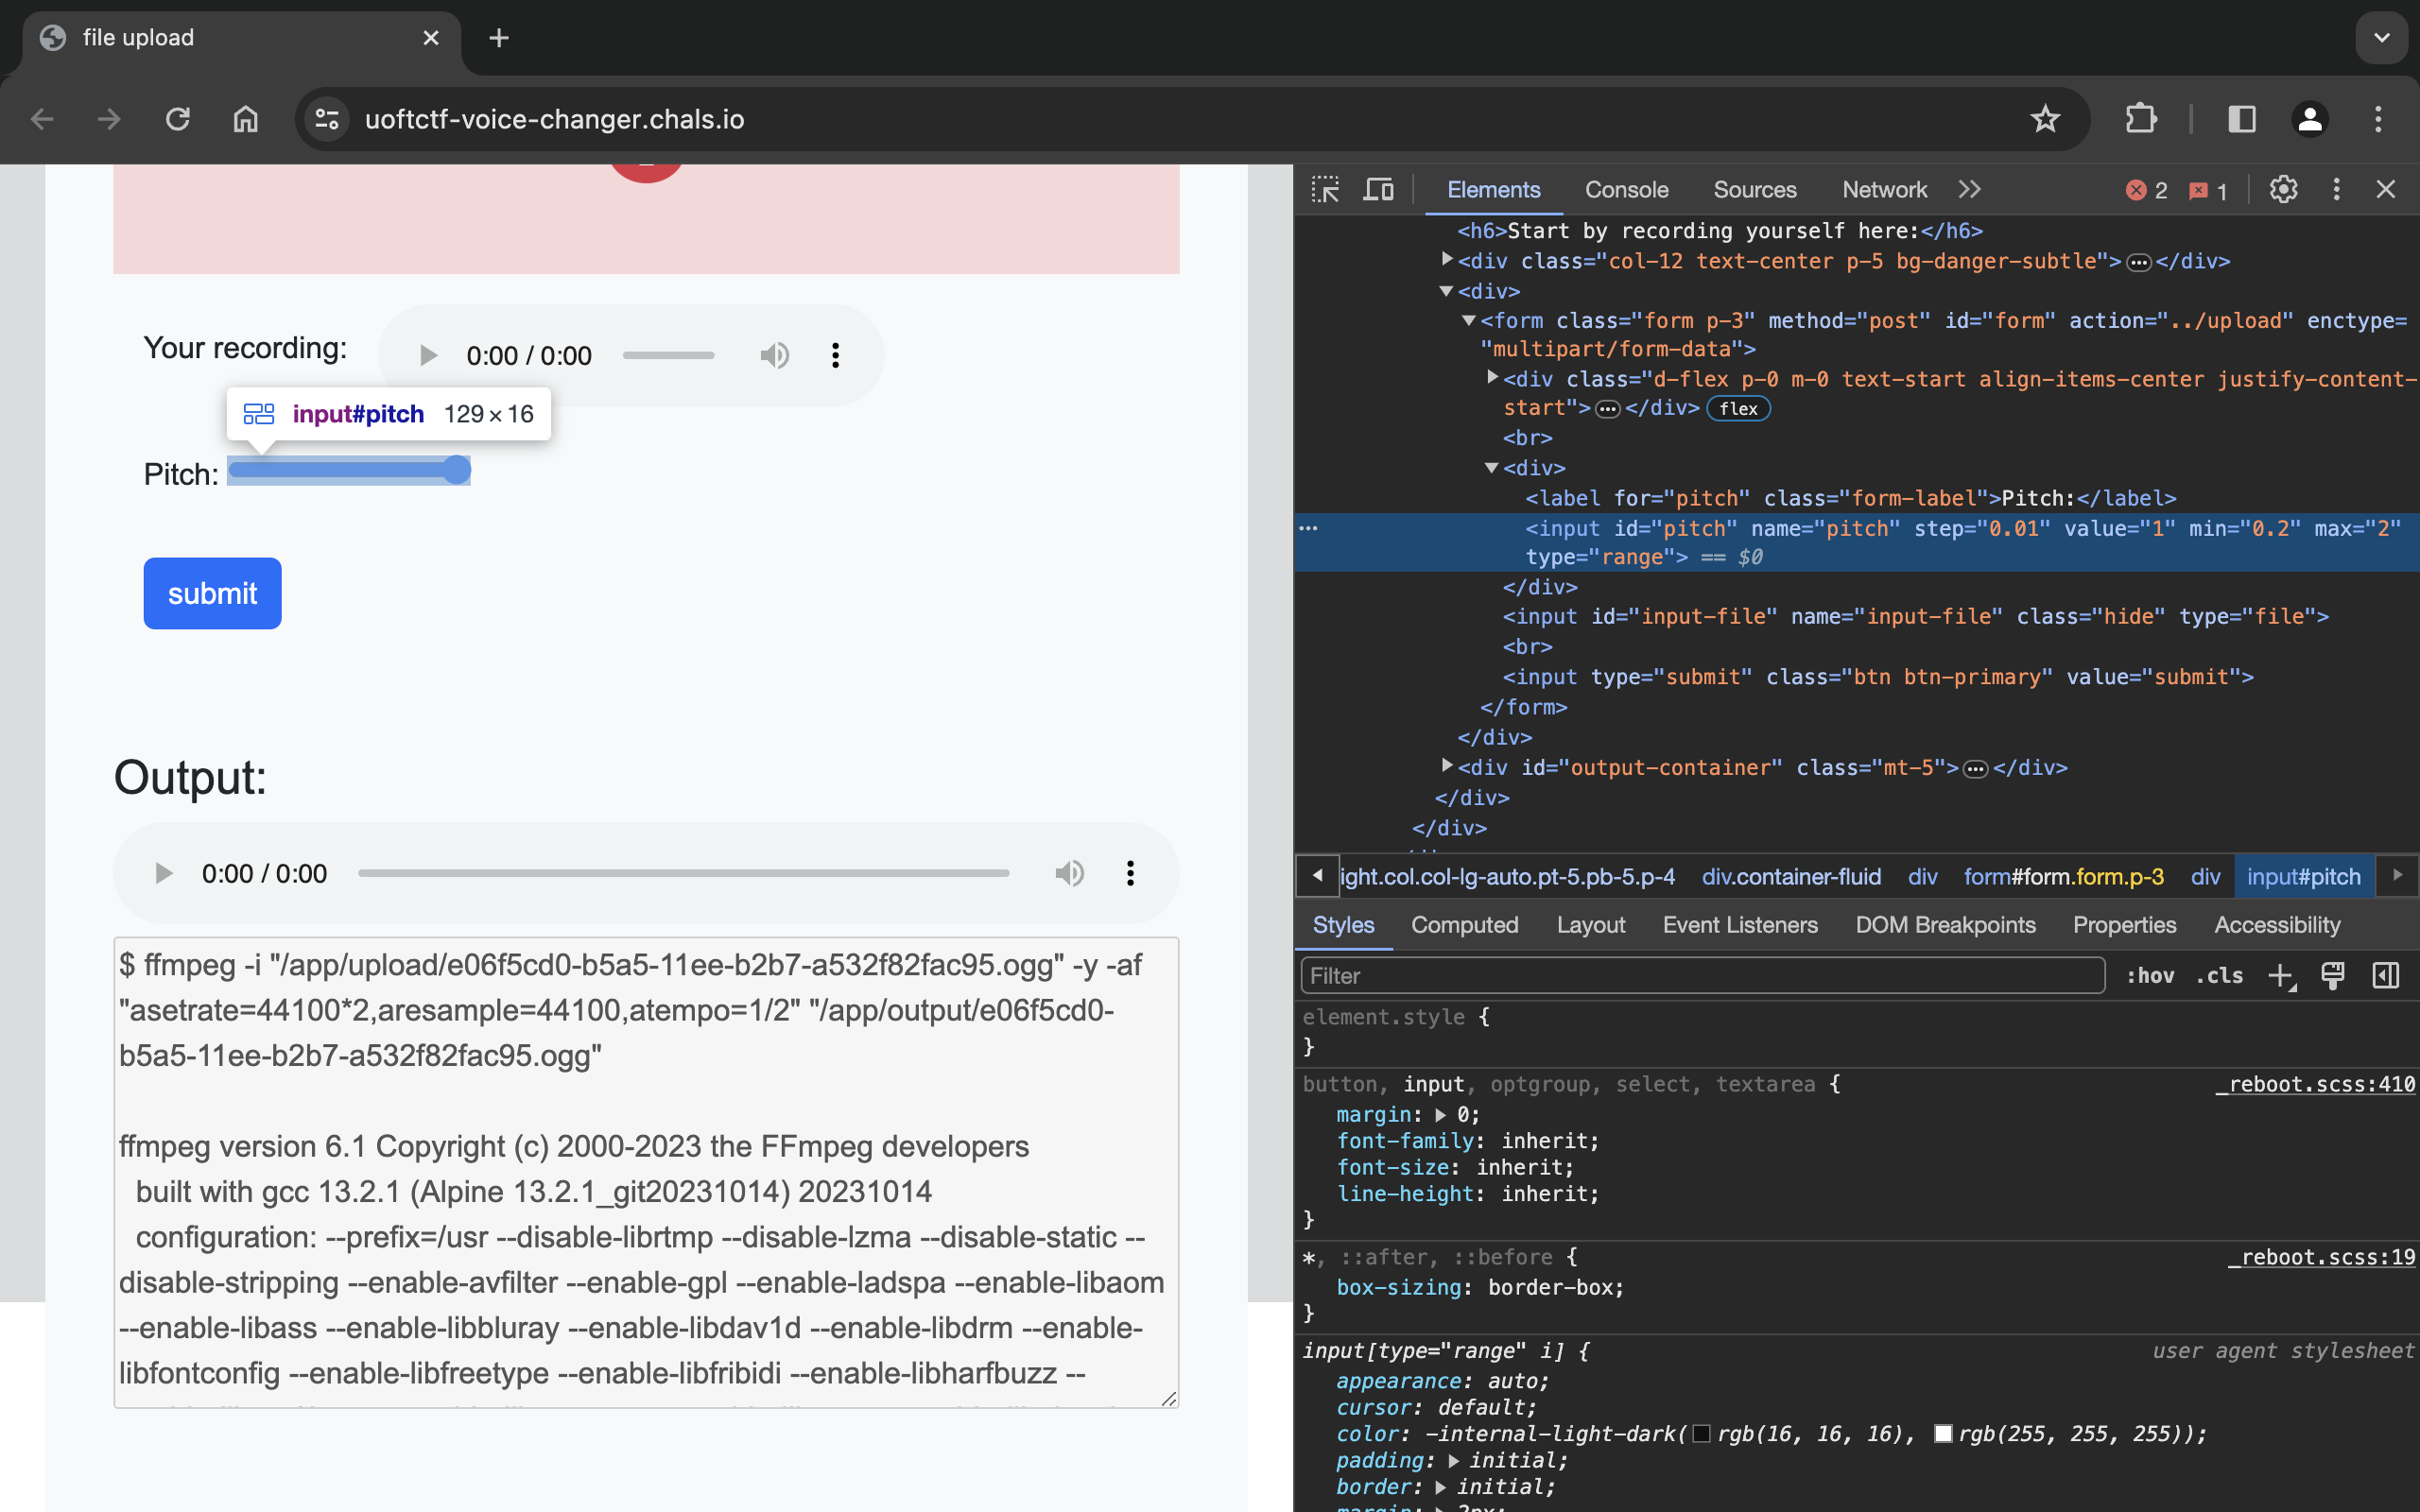 file upload
uoftctf-voice-changer.chals.io
Your recording:
0:00 / 0:00
input#pitch 129 × 16
Pitch:
submit
Output:
0:00 / 0:00
$ ffmpeg -i "/app/upload/e06f5cd0-b5a5-11ee-b2b7-a532f82fac95.ogg" -y -af
"asetrate=44100*2,aresample=44100,atempo=1/2" "/app/output/e06f5cd0-
b5a5-11ee-b2b7-a532f82fac95.ogg"
ffmpeg version 6.1 Copyright (c) 2000-2023 the FFmpeg developers
built with gcc 13.2.1 (Alpine 13.2.1_git20231014) 20231014
configuration: --prefix=/usr --disable-librtmp --disable-lzma --disable-static --
disable-stripping --enable-avfilter --enable-gpl --enable-ladspa --enable-libaom
--enable-libass --enable-libbluray --enable-libdav1d --enable-libdrm --enable-
libfontconfig --enable-libfreetype --enable-libfribidi --enable-libharfbuzz --
Elements Console Sources Network 2 1
<h6>Start by recording yourself here:</h6>
<div class="col-12 text-center p-5 bg-danger-subtle">…</div>
<div>
<form class="form p-3" method="post" id="form" action="../upload" enctype=
"multipart/form-data">
<div class="d-flex p-0 m-0 text-start align-items-center justify-content-
start">…</div> flex
<br>
<div>
<label for="pitch" class="form-label">Pitch:</label>
<input id="pitch" name="pitch" step="0.01" value="1" min="0.2" max="2"
type="range"> == $0
</div>
<input id="input-file" name="input-file" class="hide" type="file">
<br>
<input type="submit" class="btn btn-primary" value="submit">
</form>
</div>
<div id="output-container" class="mt-5">…</div>
</div>
</div>
ight.col.col-lg-auto.pt-5.pb-5.p-4 div.container-fluid div form#form.form.p-3 div input#pitch
Styles Computed Layout Event Listeners DOM Breakpoints Properties Accessibility
Filter :hov .cls
element.style {
}
button, input, optgroup, select, textarea { _reboot.scss:410
margin: 0;
font-family: inherit;
font-size: inherit;
line-height: inherit;
}
*, ::after, ::before { _reboot.scss:19
box-sizing: border-box;
}
input[type="range" i] { user agent stylesheet
appearance: auto;
cursor: default;
color: -internal-light-dark(rgb(16, 16, 16), rgb(255, 255, 255));
padding: initial;
border: initial;
margin: 2px;